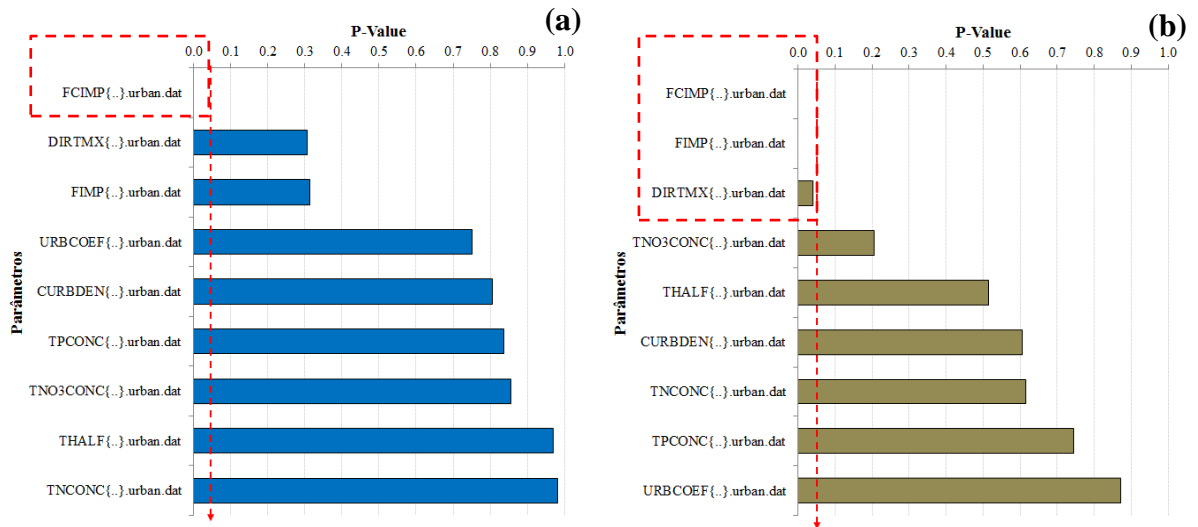 (a)
P-Value
0.0 0.1 0.2 0.3 0.4 0.5 0.6 0.7 0.8 0.9 1.0
Parâmetros
FCIMP{..}.urban.dat
DIRTMX{..}.urban.dat
FIMP{..}.urban.dat
URBCOEF{..}.urban.dat
CURBDEN{..}.urban.dat
TPCONC{..}.urban.dat
TNO3CONC{..}.urban.dat
THALF{..}.urban.dat
TNCONC{..}.urban.dat
(b)
P-Value
0.0 0.1 0.2 0.3 0.4 0.5 0.6 0.7 0.8 0.9 1.0
Parâmetros
FCIMP{..}.urban.dat
FIMP{..}.urban.dat
DIRTMX{..}.urban.dat
TNO3CONC{..}.urban.dat
THALF{..}.urban.dat
CURBDEN{..}.urban.dat
TNCONC{..}.urban.dat
TPCONC{..}.urban.dat
URBCOEF{..}.urban.dat